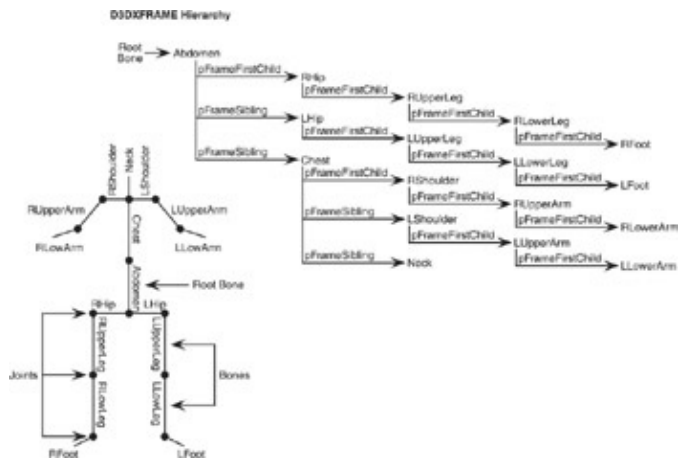 D3DXFRAME Hierarchy
Root
Bone
Abdomen
pFrameFirstChild
RHip
pFrameFirstChild
RUpperLeg
pFrameFirstChild
RLowerLeg
pFrameFirstChild
RFoot
pFrameSibling
LHip
pFrameFirstChild
LUpperLeg
pFrameFirstChild
LLowerLeg
pFrameFirstChild
LFoot
pFrameSibling
Chest
pFrameFirstChild
RShoulder
pFrameFirstChild
RUpperArm
pFrameFirstChild
RLowerArm
pFrameSibling
LShoulder
pFrameFirstChild
LUpperArm
pFrameFirstChild
LLowerArm
pFrameSibling
Neck
RShoulder
Neck
LShoulder
RUpperArm
LUpperArm
RLowArm
LLowArm
Chest
Abdomen
Root Bone
RHip
LHip
RUpperLeg
LUpperLeg
Joints
Bones
RLowLeg
LLowLeg
RFoot
LFoot